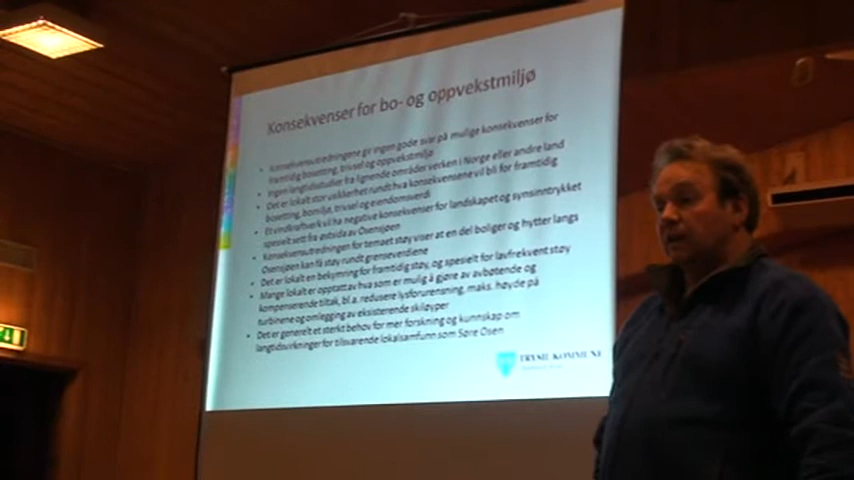 Konsekvenser for bo- og oppvekstmiljø
• Konsekvensutredningene gir ingen gode svar på mulige konsekvenser for
framtidig bosetting, trivsel og oppvekstmiljø
• Ingen langtidsstudier fra lignende områder verken i Norge eller andre land
• Det er lokalt stor usikkerhet rundt hva konsekvensene vil bli for framtidig
bosetting, bomiljø, trivsel og eiendomsverdi
• Et vindkraftverk vil ha negative konsekvenser for landskapet og synsinntrykket
spesielt sett fra østsida av Osensjøen
• Konsekvensutredningen for temaet støy viser at en del boliger og hytter langs
Osensjøen kan få støy rundt grenseverdiene
• Det er lokalt en bekymring for framtidig støy, og spesielt for lavfrekvent støy
• Mange lokalt er opptatt av hva som er mulig å gjøre av avbøtende og
kompenserende tiltak, bl.a. redusere lysforurensning, maks. høyde på
turbinene og omlegging av eksisterende skiløyper
• Det er generelt et sterkt behov for mer forskning og kunnskap om
langtidsvirkninger for tilsvarende lokalsamfunn som Søre Osen
TRYSIL KOMMUNE